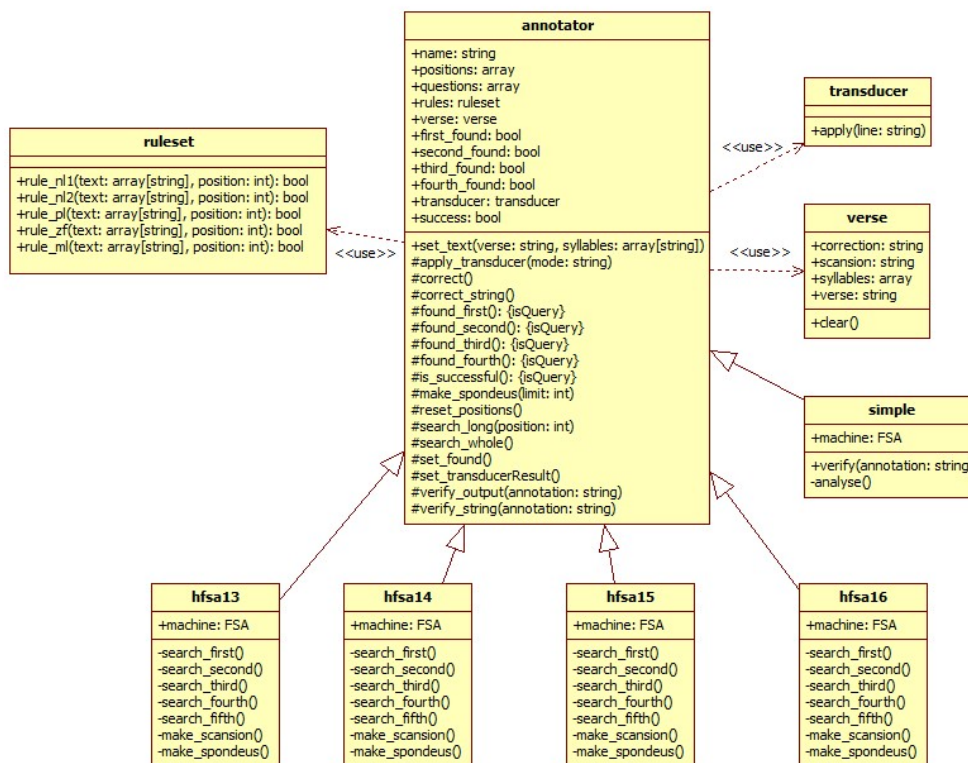 annotator
+name: string
+positions: array
+questions: array
+rules: ruleset
+verse: verse
+first_found: bool
+second_found: bool
+third_found: bool
+fourth_found: bool
+transducer: transducer
+success: bool
+set_text(verse: string, syllables: array[string])
#apply_transducer(mode: string)
#correct()
#correct_string()
#found_first(): {isQuery}
#found_second(): {isQuery}
#found_third(): {isQuery}
#found_fourth(): {isQuery}
#is_successful(): {isQuery}
#make_spondeus(limit: int)
#reset_positions()
#search_long(position: int)
#search_whole()
#set_found()
#set_transducerResult()
#verify_output(annotation: string)
#verify_string(annotation: string)
ruleset
+rule_nl1(text: array[string], position: int): bool
+rule_nl2(text: array[string], position: int): bool
+rule_pl(text: array[string], position: int): bool
+rule_zf(text: array[string], position: int): bool
+rule_ml(text: array[string], position: int): bool
<<use>>
<<use>>
<<use>>
transducer
+apply(line: string)
verse
+correction: string
+scansion: string
+syllables: array
+verse: string
+clear()
simple
+machine: FSA
+verify(annotation: string
-analyse()
hfsa13
+machine: FSA
-search_first()
-search_second()
-search_third()
-search_fourth()
-search_fifth()
-make_scansion()
-make_spondeus()
hfsa14
+machine: FSA
-search_first()
-search_second()
-search_third()
-search_fourth()
-search_fifth()
-make_scansion()
-make_spondeus()
hfsa15
+machine: FSA
-search_first()
-search_second()
-search_third()
-search_fourth()
-search_fifth()
-make_scansion()
-make_spondeus()
hfsa16
+machine: FSA
-search_first()
-search_second()
-search_third()
-search_fourth()
-search_fifth()
-make_scansion()
-make_spondeus()